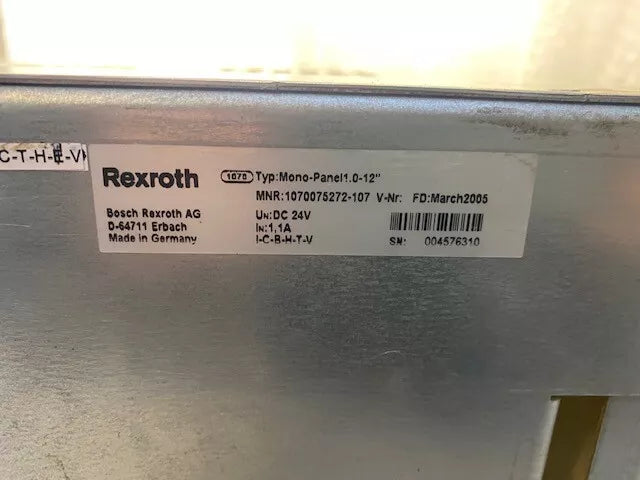 C-T-H-E-V
Rexroth
1070 Typ:Mono-Panel1.0-12"
MNR:1070075272-107 V-Nr: FD:March2005
Bosch Rexroth AG
D-64711 Erbach
Made in Germany
UN:DC 24V
IN:1,1A
I-C-B-H-T-V
SN: 004576310